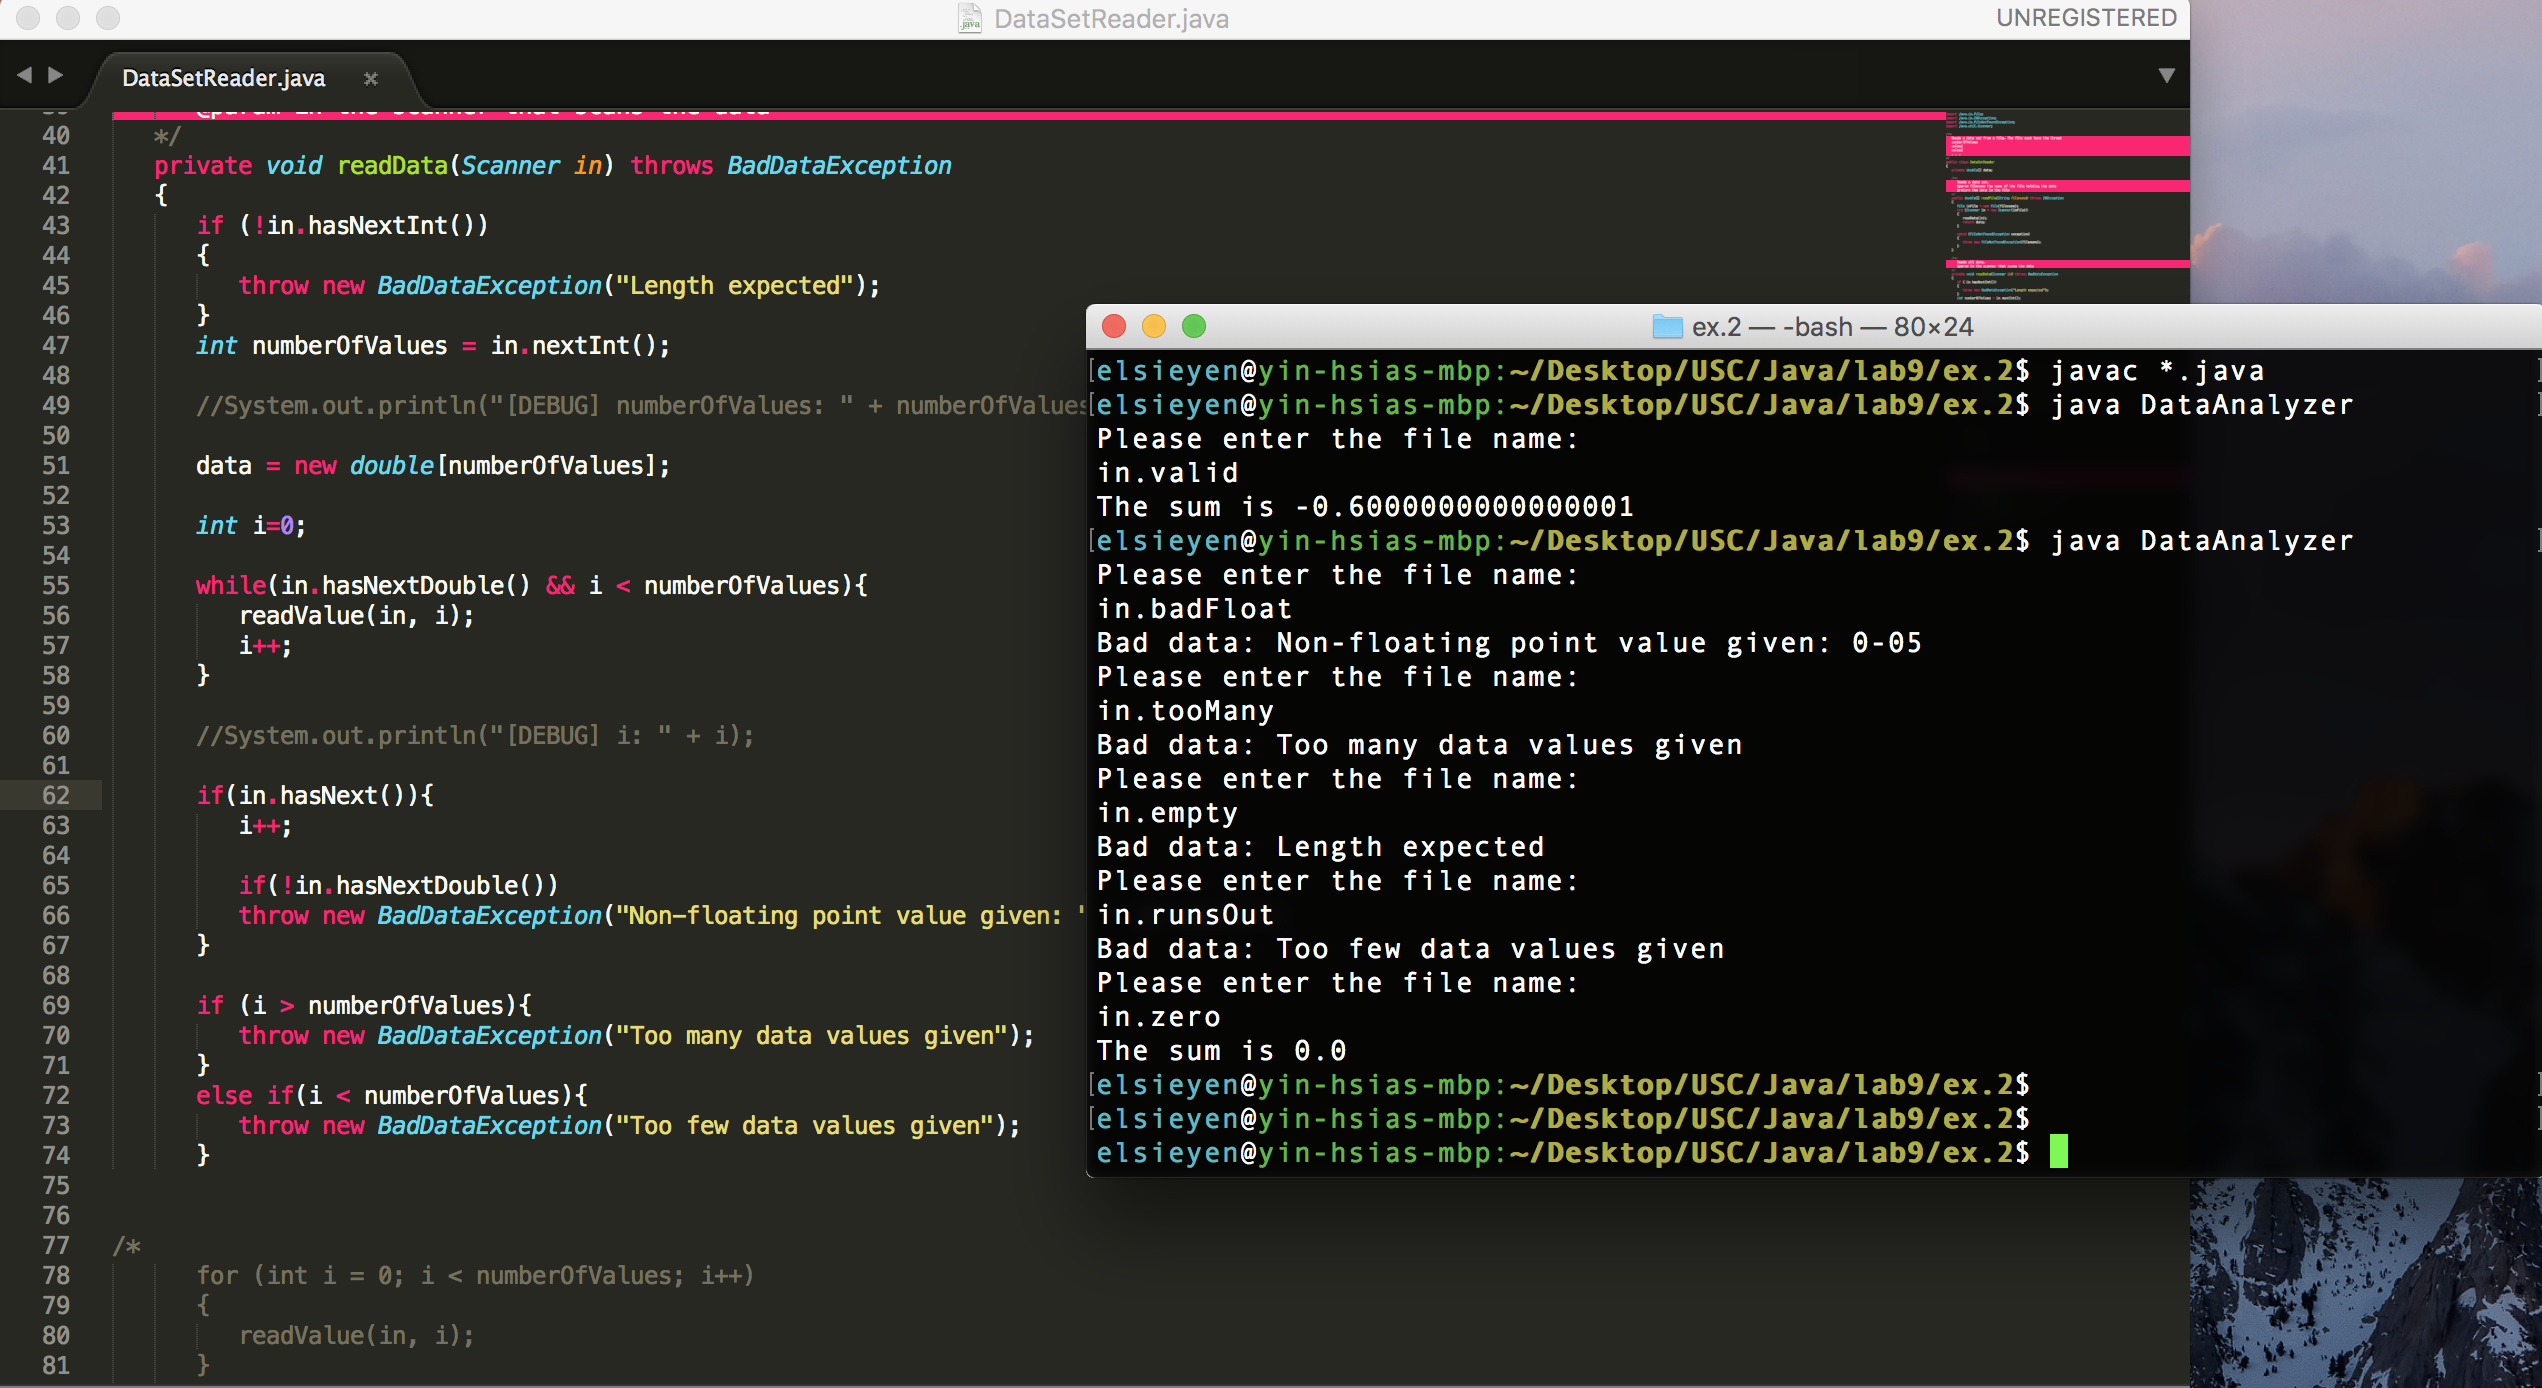 DataSetReader.java
UNREGISTERED
DataSetReader.java
40 */
41 private void readData(Scanner in) throws BadDataException
42 {
43 if (!in.hasNextInt())
44 {
45 throw new BadDataException("Length expected");
46 }
47 int numberOfValues = in.nextInt();
48
49 //System.out.println("[DEBUG] numberOfValues: " + numberOfValues
50
51 data = new double[numberOfValues];
52
53 int i=0;
54
55 while(in.hasNextDouble() && i < numberOfValues){
56 readValue(in, i);
57 i++;
58 }
59
60 //System.out.println("[DEBUG] i: " + i);
61
62 if(in.hasNext()){
63 i++;
64
65 if(!in.hasNextDouble())
66 throw new BadDataException("Non-floating point value given: "
67 }
68
69 if (i > numberOfValues){
70 throw new BadDataException("Too many data values given");
71 }
72 else if(i < numberOfValues){
73 throw new BadDataException("Too few data values given");
74 }
75
76
77 /*
78 for (int i = 0; i < numberOfValues; i++)
79 {
80 readValue(in, i);
81 }
ex.2 — -bash — 80×24
elsieyen@yin-hsias-mbp:~/Desktop/USC/Java/lab9/ex.2$ javac *.java
elsieyen@yin-hsias-mbp:~/Desktop/USC/Java/lab9/ex.2$ java DataAnalyzer
Please enter the file name:
in.valid
The sum is -0.6000000000000001
elsieyen@yin-hsias-mbp:~/Desktop/USC/Java/lab9/ex.2$ java DataAnalyzer
Please enter the file name:
in.badFloat
Bad data: Non-floating point value given: 0-05
Please enter the file name:
in.tooMany
Bad data: Too many data values given
Please enter the file name:
in.empty
Bad data: Length expected
Please enter the file name:
in.runsOut
Bad data: Too few data values given
Please enter the file name:
in.zero
The sum is 0.0
elsieyen@yin-hsias-mbp:~/Desktop/USC/Java/lab9/ex.2$
elsieyen@yin-hsias-mbp:~/Desktop/USC/Java/lab9/ex.2$
elsieyen@yin-hsias-mbp:~/Desktop/USC/Java/lab9/ex.2$